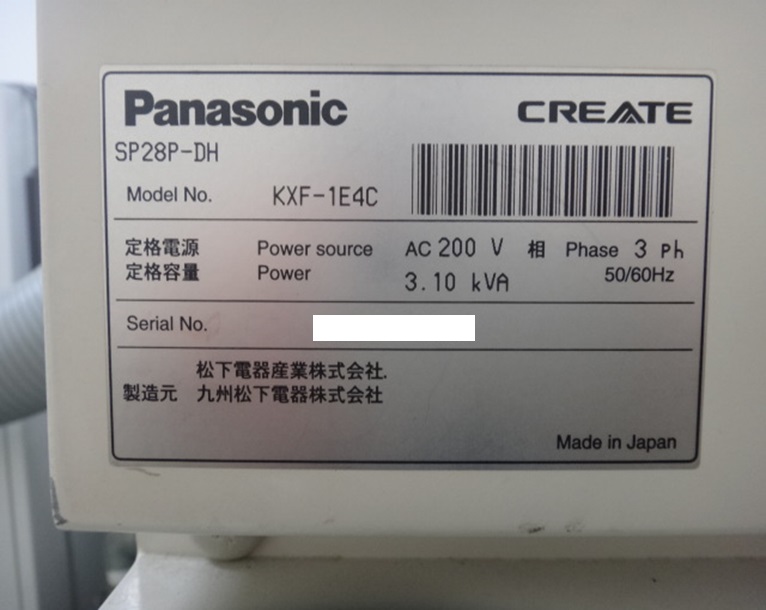 Panasonic CREATE
SP28P-DH
Model No. KXF-1E4C
定格電源 Power source AC 200 V 相 Phase 3 Ph
定格容量 Power 3.10 kVA 50/60Hz
Serial No.
松下電器産業株式会社.
製造元 九州松下電器株式会社
Made in Japan